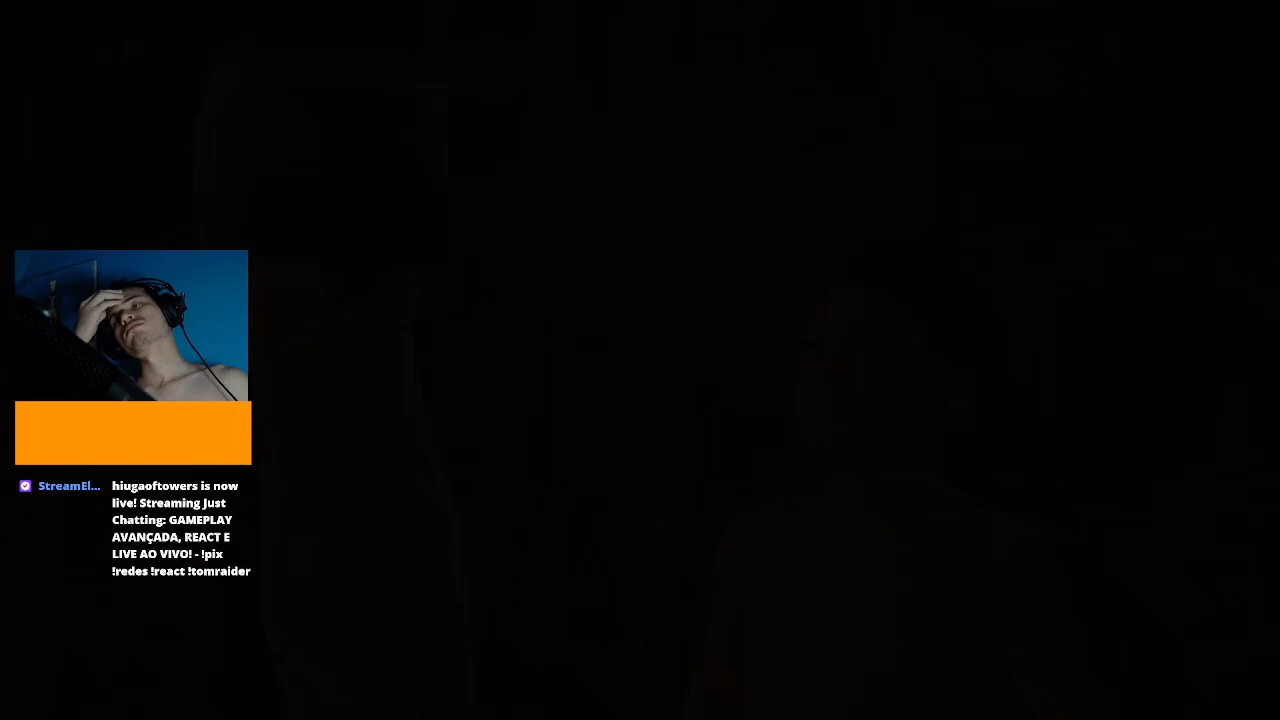 StreamEl... hiugaoftowers is now
live! Streaming Just
Chatting: GAMEPLAY
AVANÇADA, REACT E
LIVE AO VIVO! - !pix
!redes !react !tomraider